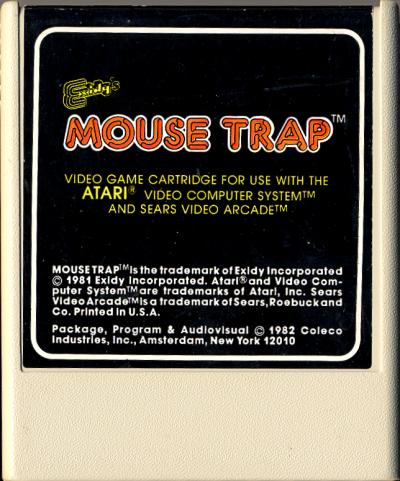 Exidy's
MOUSE TRAP™
VIDEO GAME CARTRIDGE FOR USE WITH THE
ATARI® VIDEO COMPUTER SYSTEM™
AND SEARS VIDEO ARCADE™
MOUSE TRAP™ is the trademark of Exidy Incorporated
© 1981 Exidy Incorporated. Atari® and Video Com-
puter System™ are trademarks of Atari, Inc. Sears
Video Arcade™ is a trademark of Sears, Roebuck and
Co. Printed in U.S.A.
Package, Program & Audiovisual © 1982 Coleco
Industries, Inc., Amsterdam, New York 12010